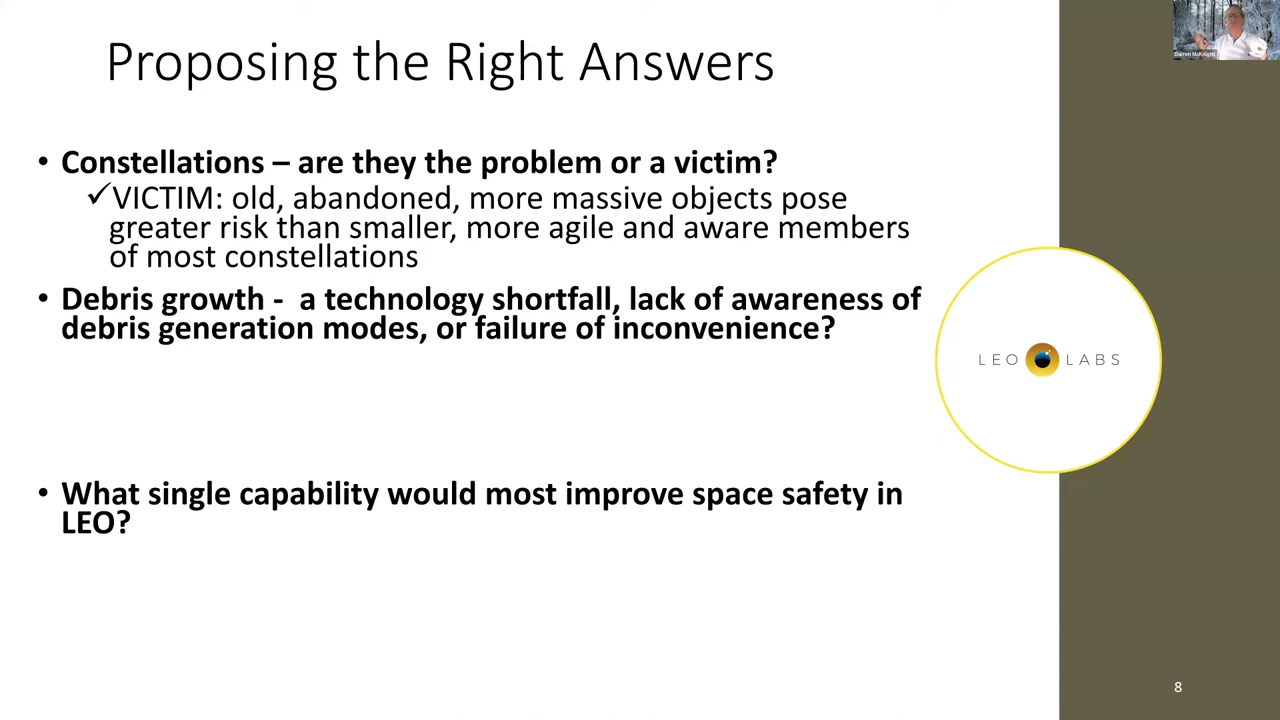 Proposing the Right Answers
Darren McKnight
• Constellations – are they the problem or a victim?
✓VICTIM: old, abandoned, more massive objects pose
greater risk than smaller, more agile and aware members
of most constellations
• Debris growth - a technology shortfall, lack of awareness of
debris generation modes, or failure of inconvenience?
LEO LABS
• What single capability would most improve space safety in
LEO?
8